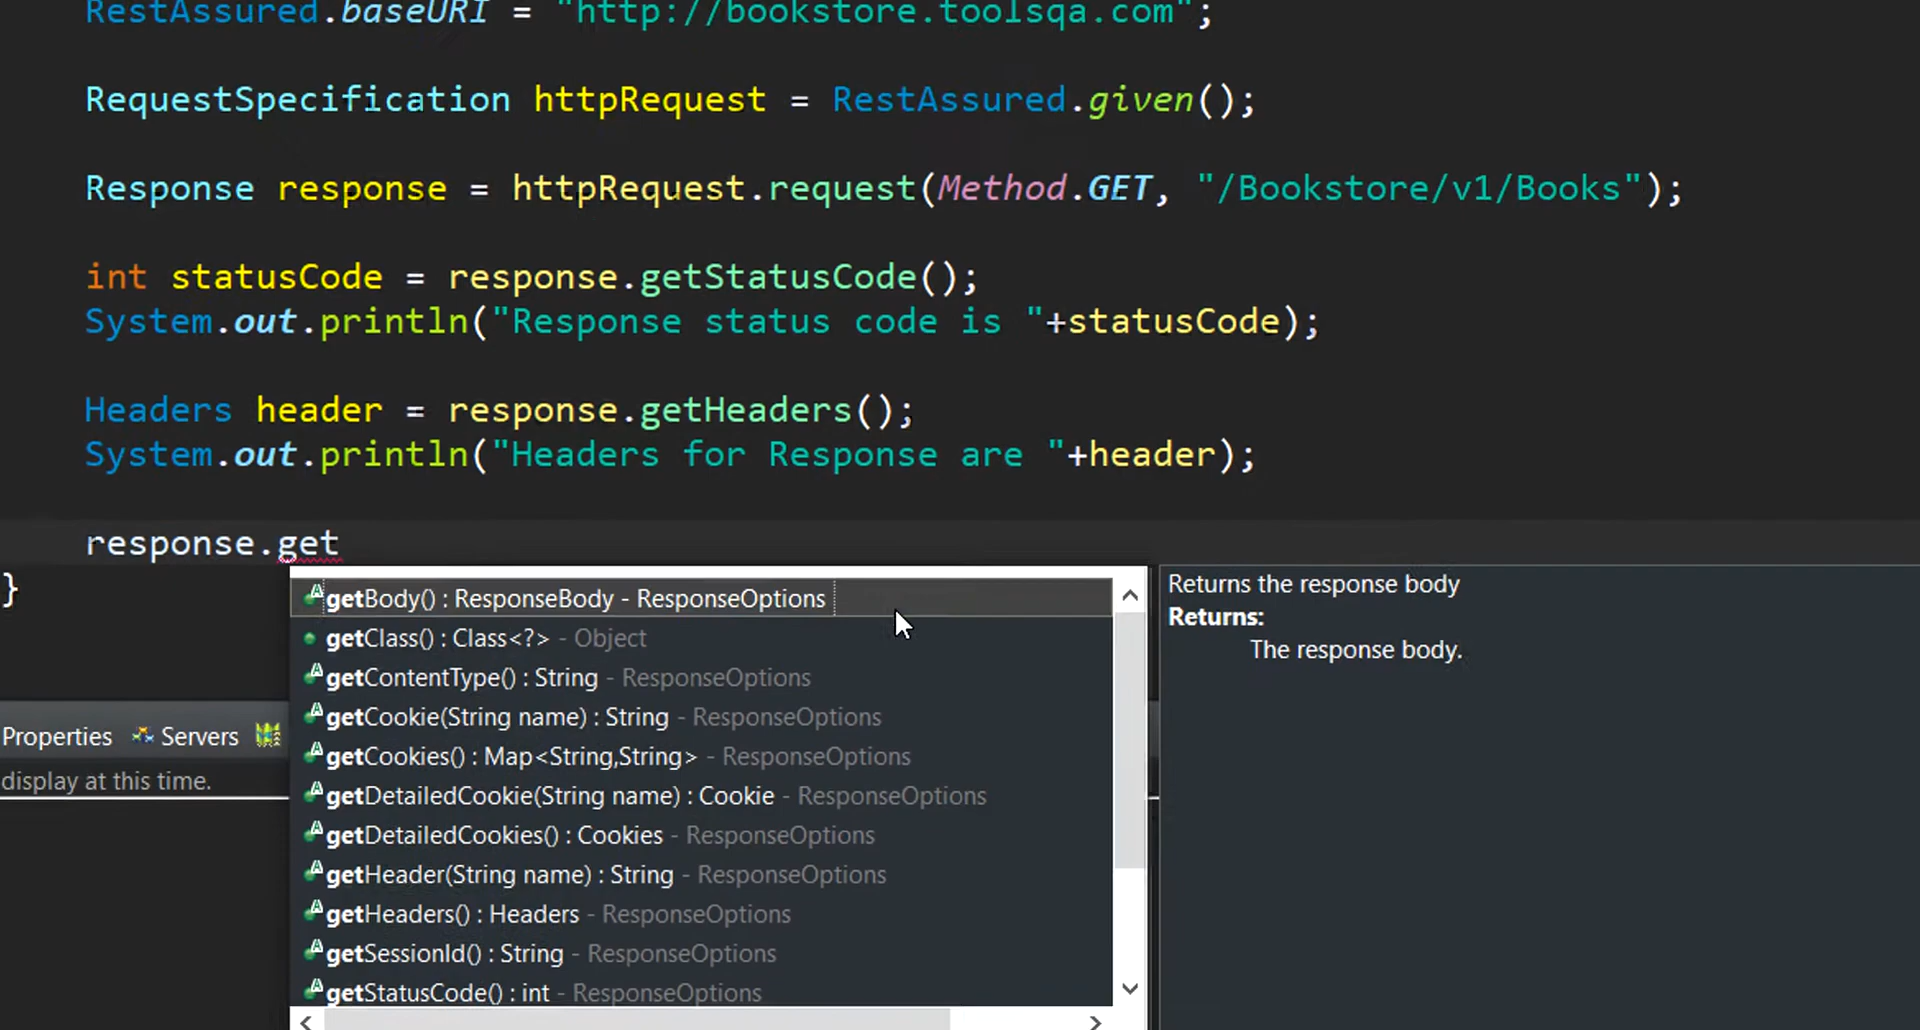 RestAssured.baseURI = "http://bookstore.toolsqa.com";
RequestSpecification httpRequest = RestAssured.given();
Response response = httpRequest.request(Method.GET, "/Bookstore/v1/Books");
int statusCode = response.getStatusCode();
System.out.println("Response status code is "+statusCode);
Headers header = response.getHeaders();
System.out.println("Headers for Response are "+header);
response.get
}
getBody() : ResponseBody - ResponseOptions
getClass() : Class<?> - Object
getContentType() : String - ResponseOptions
getCookie(String name) : String - ResponseOptions
getCookies() : Map<String,String> - ResponseOptions
getDetailedCookie(String name) : Cookie - ResponseOptions
getDetailedCookies() : Cookies - ResponseOptions
getHeader(String name) : String - ResponseOptions
getHeaders() : Headers - ResponseOptions
getSessionId() : String - ResponseOptions
getStatusCode() : int - ResponseOptions
Returns the response body
Returns:
The response body.
Properties Servers
display at this time.